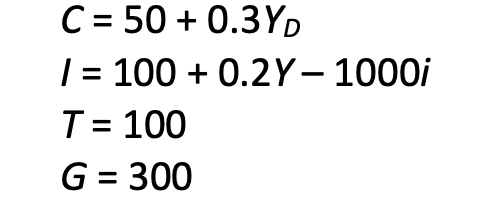 C = 50 + 0.3Y_D
I = 100 + 0.2Y – 1000i
T = 100
G = 300